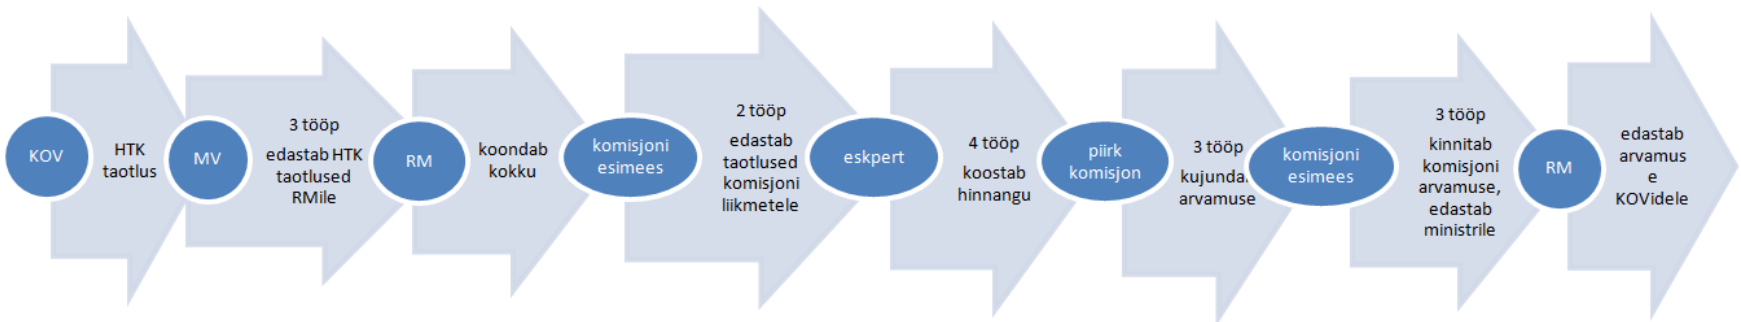 KOV
HTK
taotlus
MV
3 tööp
edastab HTK
taotlused
RMile
RM
koondab
kokku
komisjoni
esimees
2 tööp
edastab
taotlused
komisjoni
liikmetele
eskpert
4 tööp
koostab
hinnangu
piirk
komisjon
3 tööp
kujundab
arvamuse
komisjoni
esimees
3 tööp
kinnitab
komisjoni
arvamuse,
edastab
ministrile
RM
edastab
arvamus
e
KOVidele